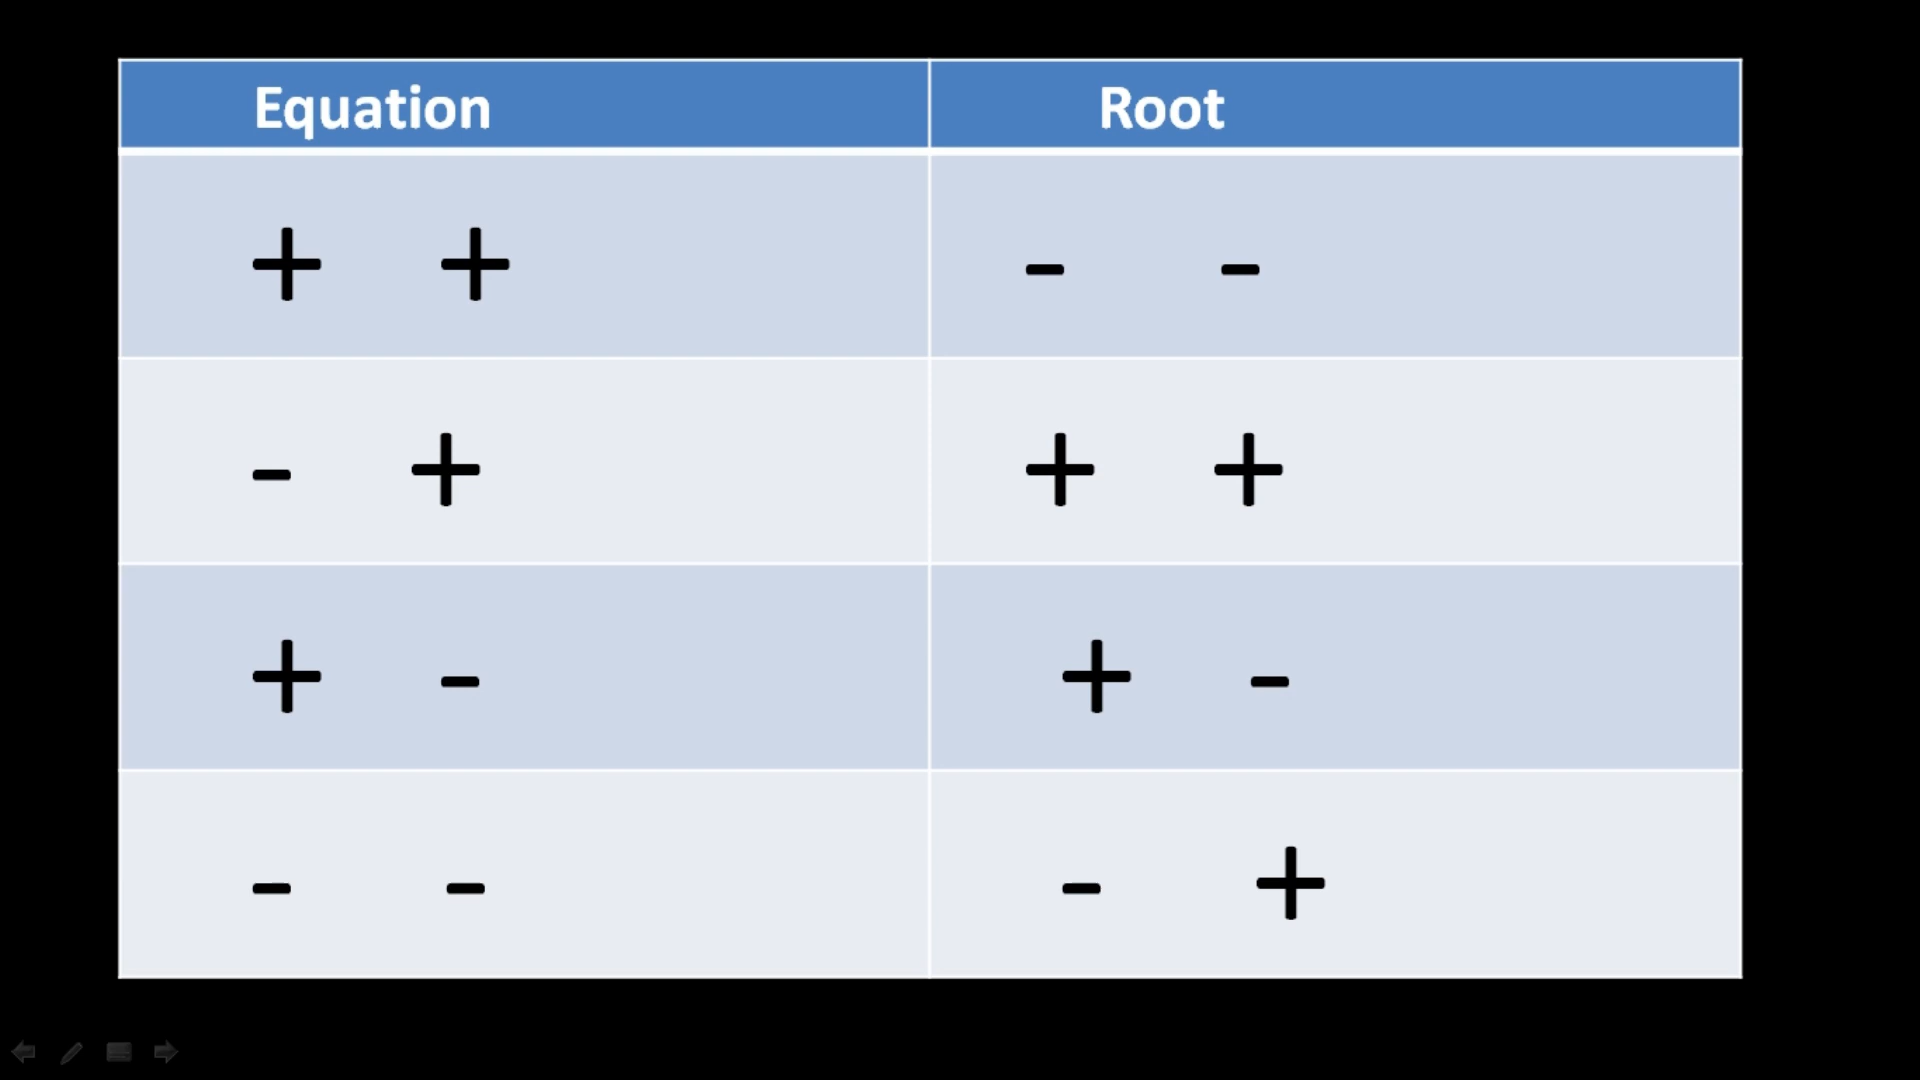 Equation Root
+ + - -
- + + +
+ - + -
- - - +